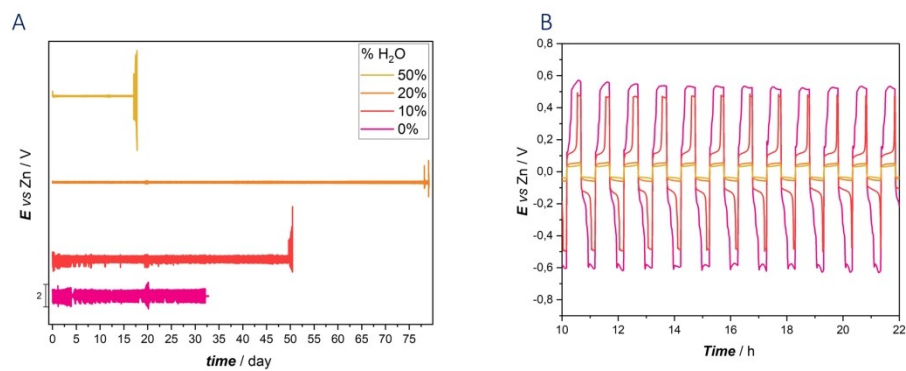 A
% H₂O
50%
20%
10%
0%
E vs Zn / V
2
0 5 10 15 20 25 30 35 40 45 50 55 60 65 70 75
time / day
B
0,8
0,6
0,4
0,2
0,0
-0,2
-0,4
-0,6
-0,8
E vs Zn / V
10 12 14 16 18 20 22
Time / h